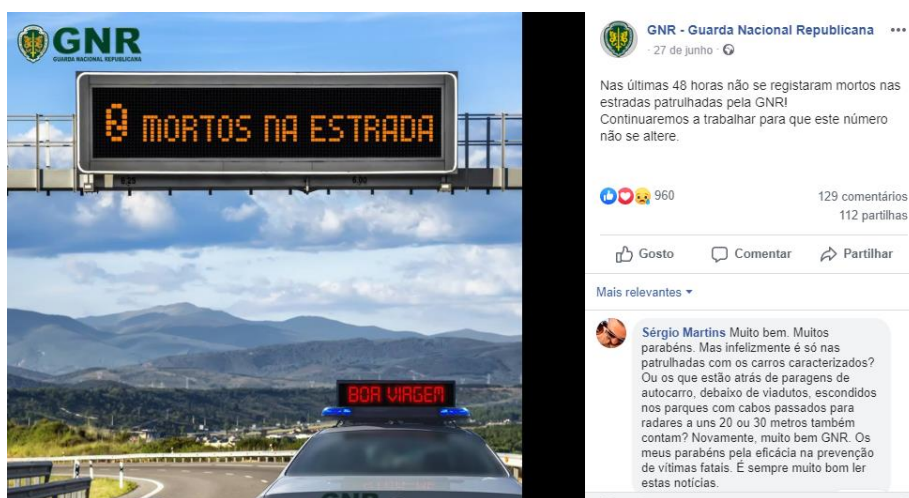 GNR
GUARDA NACIONAL REPUBLICANA
0 MORTOS NA ESTRADA
BOA VIAGEM
GNR
GNR - Guarda Nacional Republicana ...
27 de junho ·
Nas últimas 48 horas não se registaram mortos nas
estradas patrulhadas pela GNR!
Continuaremos a trabalhar para que este número
não se altere.
960
129 comentários
112 partilhas
Gosto
Comentar
Partilhar
Mais relevantes
Sérgio Martins Muito bem. Muitos
parabéns. Mas infelizmente é só nas
patrulhadas com os carros caracterizados?
Ou os que estão atrás de paragens de
autocarro, debaixo de viadutos, escondidos
nos parques com cabos passados para
radares a uns 20 ou 30 metros também
contam? Novamente, muito bem GNR. Os
meus parabéns pela eficácia na prevenção
de vítimas fatais. É sempre muito bom ler
estas notícias.